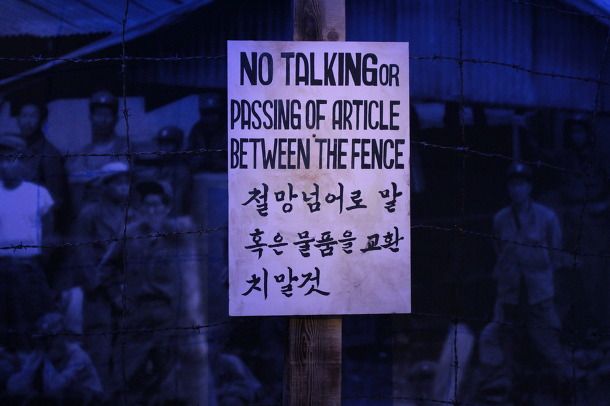 NO TALKING OR
PASSING OF ARTICLE
BETWEEN THE FENCE
철망넘어로 말
혹은 물품을 교환
치말것